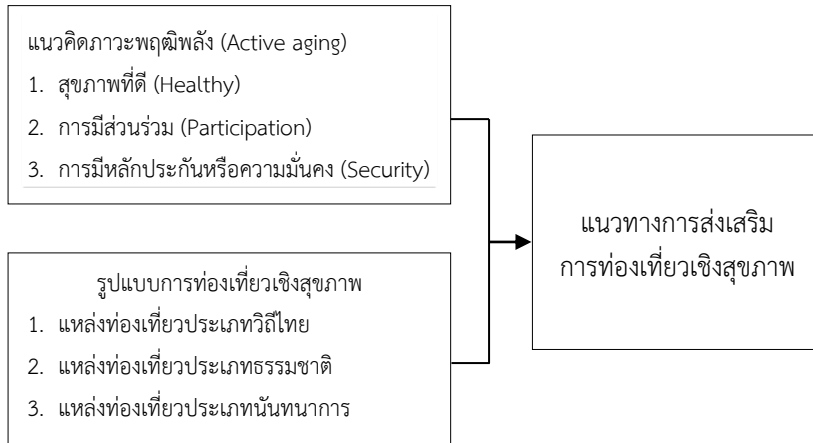 แนวคิดภาวะพฤฒิพลัง (Active aging)
1. สุขภาพที่ดี (Healthy)
2. การมีส่วนร่วม (Participation)
3. การมีหลักประกันหรือความมั่นคง (Security)
รูปแบบการท่องเที่ยวเชิงสุขภาพ
1. แหล่งท่องเที่ยวประเภทวิถีไทย
2. แหล่งท่องเที่ยวประเภทธรรมชาติ
3. แหล่งท่องเที่ยวประเภทนันทนาการ
แนวทางการส่งเสริม
การท่องเที่ยวเชิงสุขภาพ